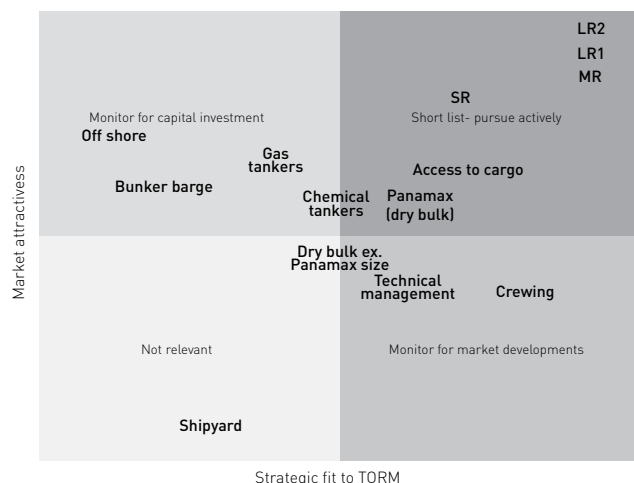 LR2
LR1
MR
SR
Monitor for capital investment
Short list- pursue actively
Off shore
Gas
tankers
Access to cargo
Bunker barge
Chemical
tankers
Panamax
(dry bulk)
Market attractivess
Dry bulk ex.
Panamax size
Technical
management
Crewing
Not relevant
Monitor for market developments
Shipyard
Strategic fit to TORM